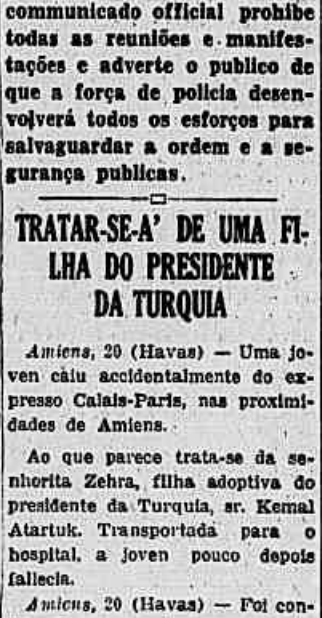 communicado official prohibe
todas as reuniões e manifes-
tações e adverte o publico de
que a força de policia desen-
volverá todos os esforços para
salvaguardar a ordem e a se-
gurança publicas.
TRATAR-SE-A' DE UMA FI-
LHA DO PRESIDENTE
DA TURQUIA
Amiens, 20 (Havas) — Uma jo-
ven caiu accidentalmente do ex-
presso Calais-Paris, nas proximi-
dades de Amiens.
Ao que parece trata-se da se-
nhorita Zehra, filha adoptiva do
presidente da Turquia, sr. Kemal
Atartuk. Transportada para o
hospital, a joven pouco depois
fallecia.
Amiens, 20 (Havas) — Foi con-